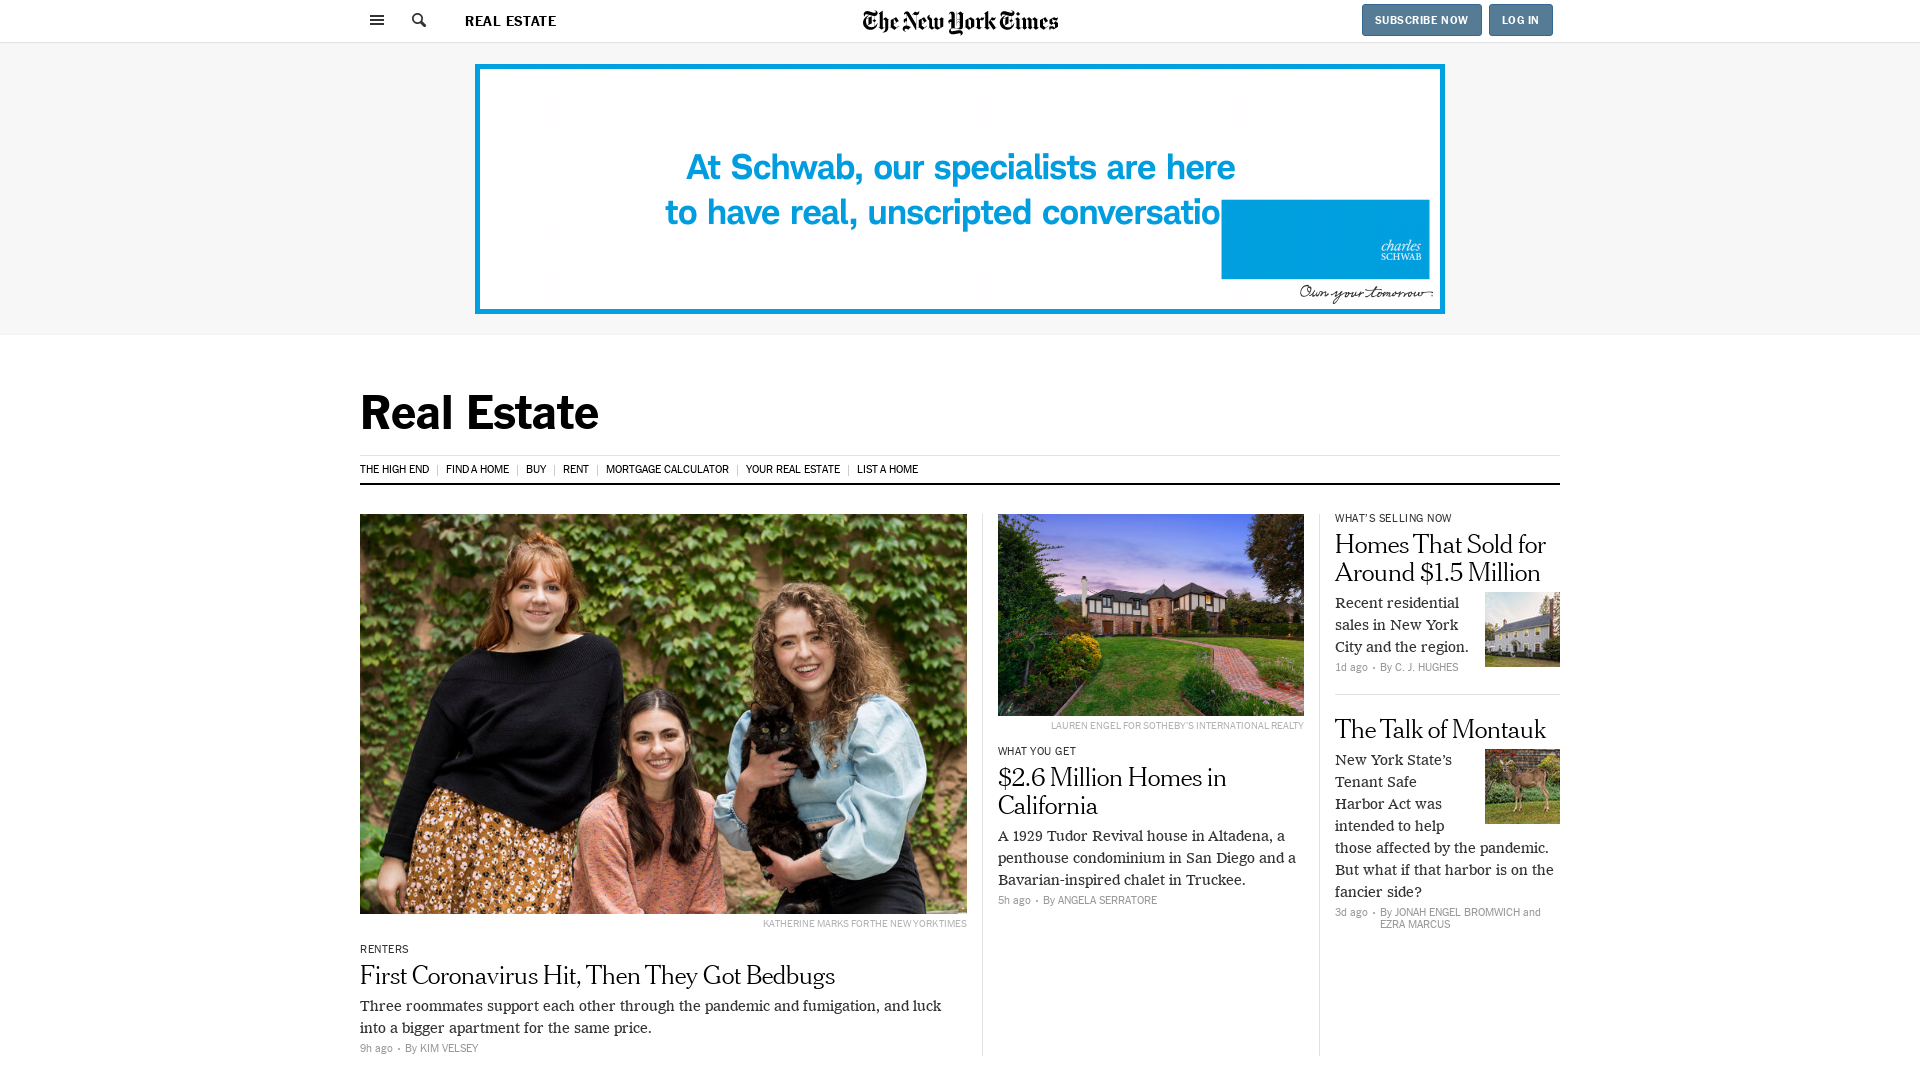 REAL ESTATE
The New York Times
SUBSCRIBE NOW
LOG IN
At Schwab, our specialists are here
to have real, unscripted conversatio
charles
SCHWAB
Own your tomorrow.
Real Estate
THE HIGH END
FIND A HOME
BUY
RENT
MORTGAGE CALCULATOR
YOUR REAL ESTATE
LIST A HOME
KATHERINE MARKS FOR THE NEW YORK TIMES
RENTERS
First Coronavirus Hit, Then They Got Bedbugs
Three roommates support each other through the pandemic and fumigation, and luck
into a bigger apartment for the same price.
9h ago • By KIM VELSEY
LAUREN ENGEL FOR SOTHEBY'S INTERNATIONAL REALTY
WHAT YOU GET
$2.6 Million Homes in
California
A 1929 Tudor Revival house in Altadena, a
penthouse condominium in San Diego and a
Bavarian-inspired chalet in Truckee.
5h ago • By ANGELA SERRATORE
WHAT'S SELLING NOW
Homes That Sold for
Around $1.5 Million
Recent residential
sales in New York
City and the region.
1d ago • By C. J. HUGHES
The Talk of Montauk
New York State’s
Tenant Safe
Harbor Act was
intended to help
those affected by the pandemic.
But what if that harbor is on the
fancier side?
3d ago • By JONAH ENGEL BROMWICH and
EZRA MARCUS